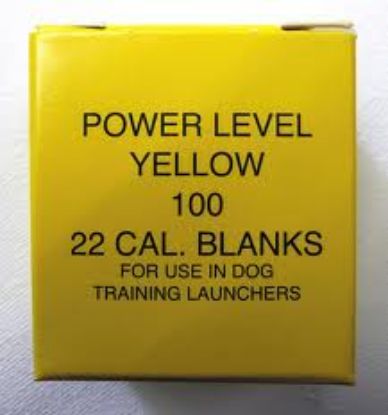 POWER LEVEL
YELLOW
100
22 CAL. BLANKS
FOR USE IN DOG
TRAINING LAUNCHERS